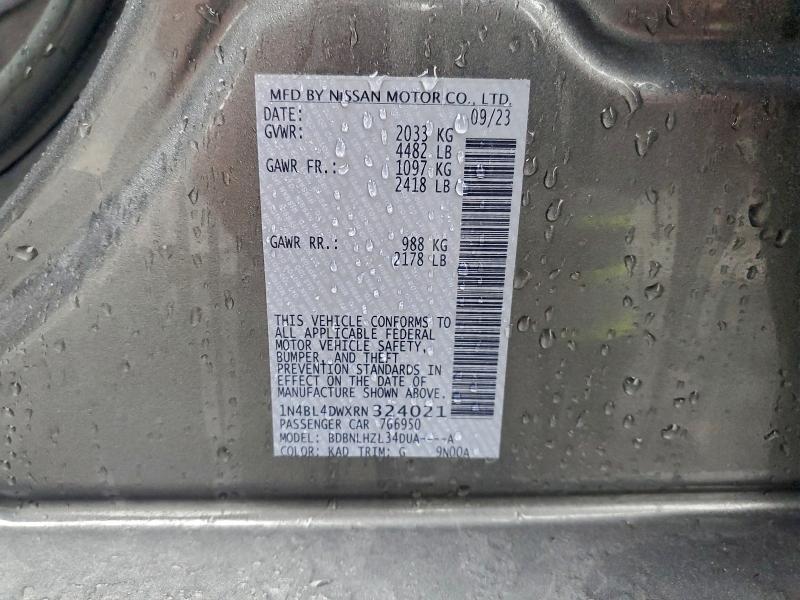 MFD BY NISSAN MOTOR CO., LTD.
DATE: 09/23
GVWR: 2033 KG
4482 LB
GAWR FR.: 1097 KG
2418 LB
GAWR RR.: 988 KG
2178 LB
THIS VEHICLE CONFORMS TO
ALL APPLICABLE FEDERAL
MOTOR VEHICLE SAFETY,
BUMPER, AND THEFT
PREVENTION STANDARDS IN
EFFECT ON THE DATE OF
MANUFACTURE SHOWN ABOVE.
1N4BL4DWXRN324021
PASSENGER CAR 7G6950
MODEL: BDBNLHZL34DUA----A
COLOR: KAD TRIM: G 9N00A